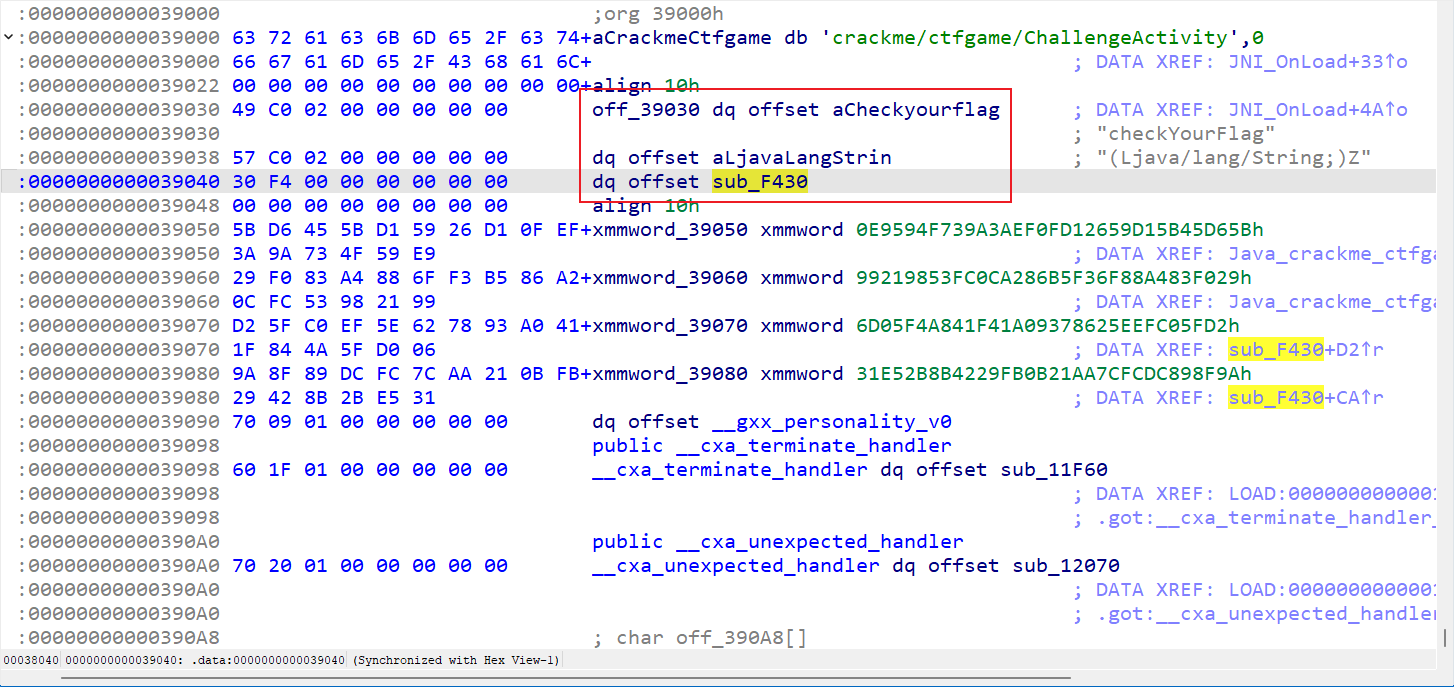 :0000000000039000 ;org 39000h
:0000000000039000 63 72 61 63 6B 6D 65 2F 63 74+aCrackmeCtfgame db 'crackme/ctfgame/ChallengeActivity',0
:0000000000039000 66 67 61 6D 65 2F 43 68 61 6C+ ; DATA XREF: JNI_OnLoad+33↑o
:0000000000039022 00 00 00 00 00 00 00 00 00 00+align 10h
:0000000000039030 49 C0 02 00 00 00 00 00 off_39030 dq offset aCheckyourflag ; DATA XREF: JNI_OnLoad+4A↑o
:0000000000039030 ; "checkYourFlag"
:0000000000039038 57 C0 02 00 00 00 00 00 dq offset aLjavaLangStrin ; "(Ljava/lang/String;)Z"
:0000000000039040 30 F4 00 00 00 00 00 00 dq offset sub_F430
:0000000000039048 00 00 00 00 00 00 00 00 align 10h
:0000000000039050 5B D6 45 5B D1 59 26 D1 0F EF+xmmword_39050 xmmword 0E9594F739A3AEF0FD12659D15B45D65Bh
:0000000000039050 3A 9A 73 4F 59 E9 ; DATA XREF: Java_crackme_ctfga
:0000000000039060 29 F0 83 A4 88 6F F3 B5 86 A2+xmmword_39060 xmmword 99219853FC0CA286B5F36F88A483F029h
:0000000000039060 0C FC 53 98 21 99 ; DATA XREF: Java_crackme_ctfga
:0000000000039070 D2 5F C0 EF 5E 62 78 93 A0 41+xmmword_39070 xmmword 6D05F4A841F41A09378625EEFC05FD2h
:0000000000039070 1F 84 4A 5F D0 06 ; DATA XREF: sub_F430+D2↑r
:0000000000039080 9A 8F 89 DC FC 7C AA 21 0B FB+xmmword_39080 xmmword 31E52B8B4229FB0B21AA7CFCDC898F9Ah
:0000000000039080 29 42 8B 2B E5 31 ; DATA XREF: sub_F430+CA↑r
:0000000000039090 70 09 01 00 00 00 00 00 dq offset __gxx_personality_v0
:0000000000039098 public __cxa_terminate_handler
:0000000000039098 60 1F 01 00 00 00 00 00 __cxa_terminate_handler dq offset sub_11F60
:0000000000039098 ; DATA XREF: LOAD:0000000000001
:0000000000039098 ; .got:__cxa_terminate_handler_
:00000000000390A0 public __cxa_unexpected_handler
:00000000000390A0 70 20 01 00 00 00 00 00 __cxa_unexpected_handler dq offset sub_12070
:00000000000390A0 ; DATA XREF: LOAD:0000000000001
:00000000000390A0 ; .got:__cxa_unexpected_handler
:00000000000390A8 ; char off_390A8[]
00038040 0000000000039040: .data:0000000000039040 (Synchronized with Hex View-1)